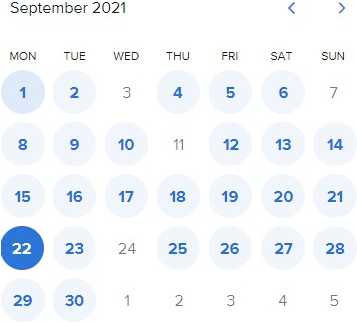 September 2021
MON TUE WED THU FRI SAT SUN
1 2 3 4 5 6 7
8 9 10 11 12 13 14
15 16 17 18 19 20 21
22 23 24 25 26 27 28
29 30 1 2 3 4 5